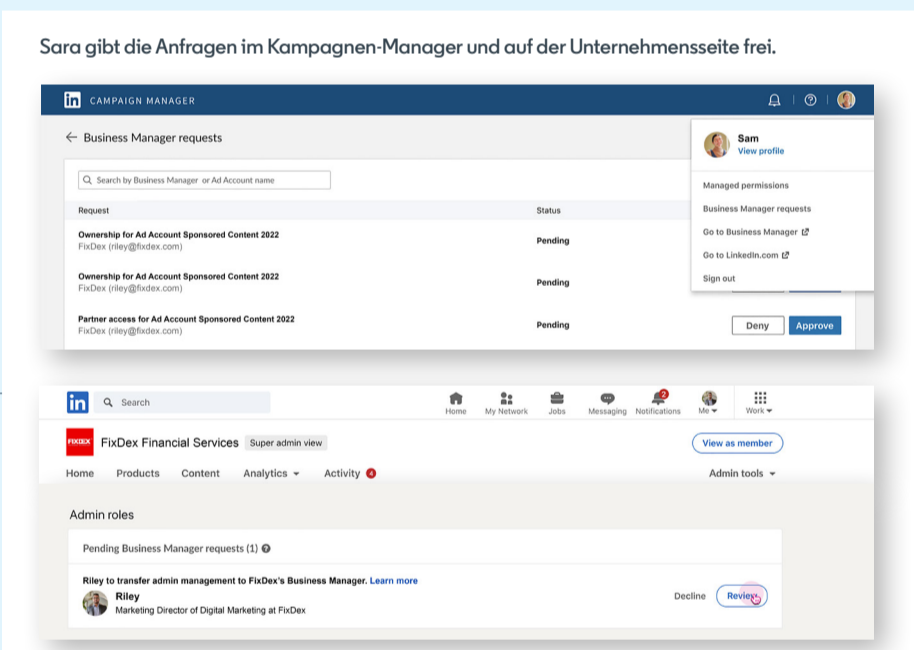 Sara gibt die Anfragen im Kampagnen-Manager und auf der Unternehmensseite frei.
in CAMPAIGN MANAGER
← Business Manager requests
Search by Business Manager or Ad Account name
Request Status
Ownership for Ad Account Sponsored Content 2022
FixDex (riley@fixdex.com)
Pending
Ownership for Ad Account Sponsored Content 2022
FixDex (riley@fixdex.com)
Pending
Partner access for Ad Account Sponsored Content 2022
FixDex (riley@fixdex.com)
Pending
Deny Approve
Sam
View profile
Managed permissions
Business Manager requests
Go to Business Manager
Go to LinkedIn.com
Sign out
in Search
Home My Network Jobs Messaging Notifications Me Work
2
FIXDEX FixDex Financial Services Super admin view
View as member
Home Products Content Analytics Activity 4
Admin tools
Admin roles
Pending Business Manager requests (1)
Riley to transfer admin management to FixDex's Business Manager. Learn more
Riley
Marketing Director of Digital Marketing at FixDex
Decline Review